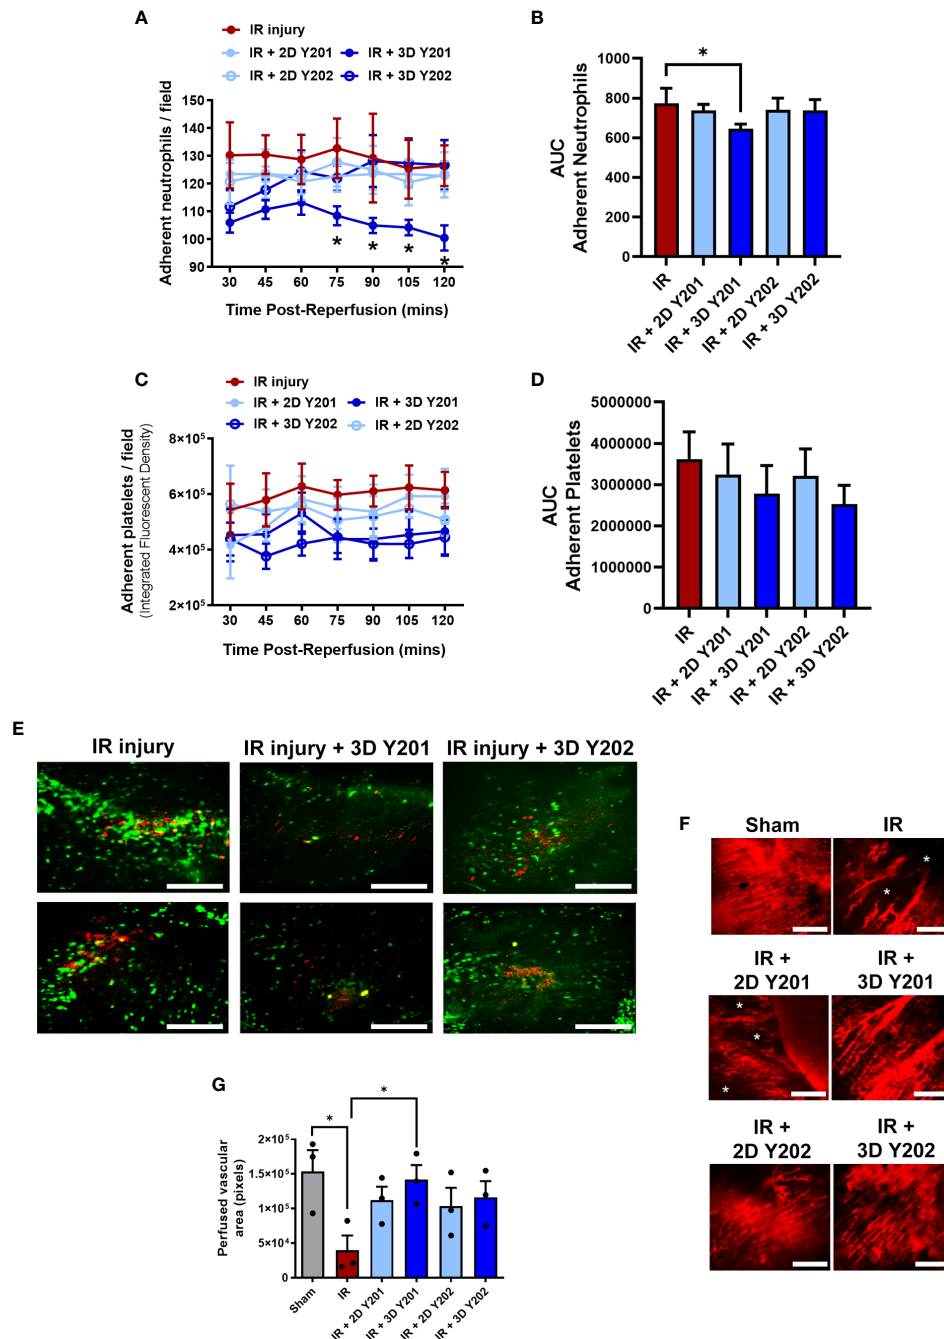 A
IR injury
IR + 2D Y201
IR + 3D Y201
IR + 2D Y202
IR + 3D Y202
Adherent neutrophils / field
150
140
130
120
110
100
90
* * * *
30 45 60 75 90 105 120
Time Post-Reperfusion (mins)
B
*
AUC
Adherent Neutrophils
1000
800
600
400
200
0
IR
IR + 2D Y201
IR + 3D Y201
IR + 2D Y202
IR + 3D Y202
C
IR injury
IR + 2D Y201
IR + 3D Y201
IR + 3D Y202
IR + 2D Y202
Adherent platelets / field
(Integrated Fluorescent Density)
8×10⁵
6×10⁵
4×10⁵
2×10⁵
30 45 60 75 90 105 120
Time Post-Reperfusion (mins)
D
AUC
Adherent Platelets
5000000
4000000
3000000
2000000
1000000
0
IR
IR + 2D Y201
IR + 3D Y201
IR + 2D Y202
IR + 3D Y202
E
IR injury
IR injury + 3D Y201
IR injury + 3D Y202
F
Sham
IR
* *
IR +
2D Y201
IR +
3D Y201
* * *
IR +
2D Y202
IR +
3D Y202
G
* *
Perfused vascular
area (pixels)
2×10⁵
1.5×10⁵
1×10⁵
5×10⁴
0
Sham
IR
IR + 2D Y201
IR + 3D Y201
IR + 2D Y202
IR + 3D Y202